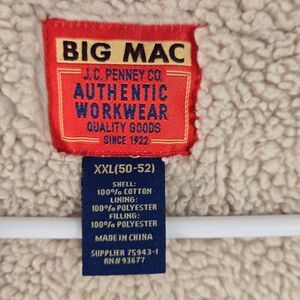 BIG MAC
J.C. PENNEY CO.
AUTHENTIC
WORKWEAR
QUALITY GOODS
SINCE 1922
XXL(50-52)
SHELL:
100% COTTON
LINING:
100% POLYESTER
FILLING:
100% POLYESTER
MADE IN CHINA
SUPPLIER 75943-1
RN# 93677